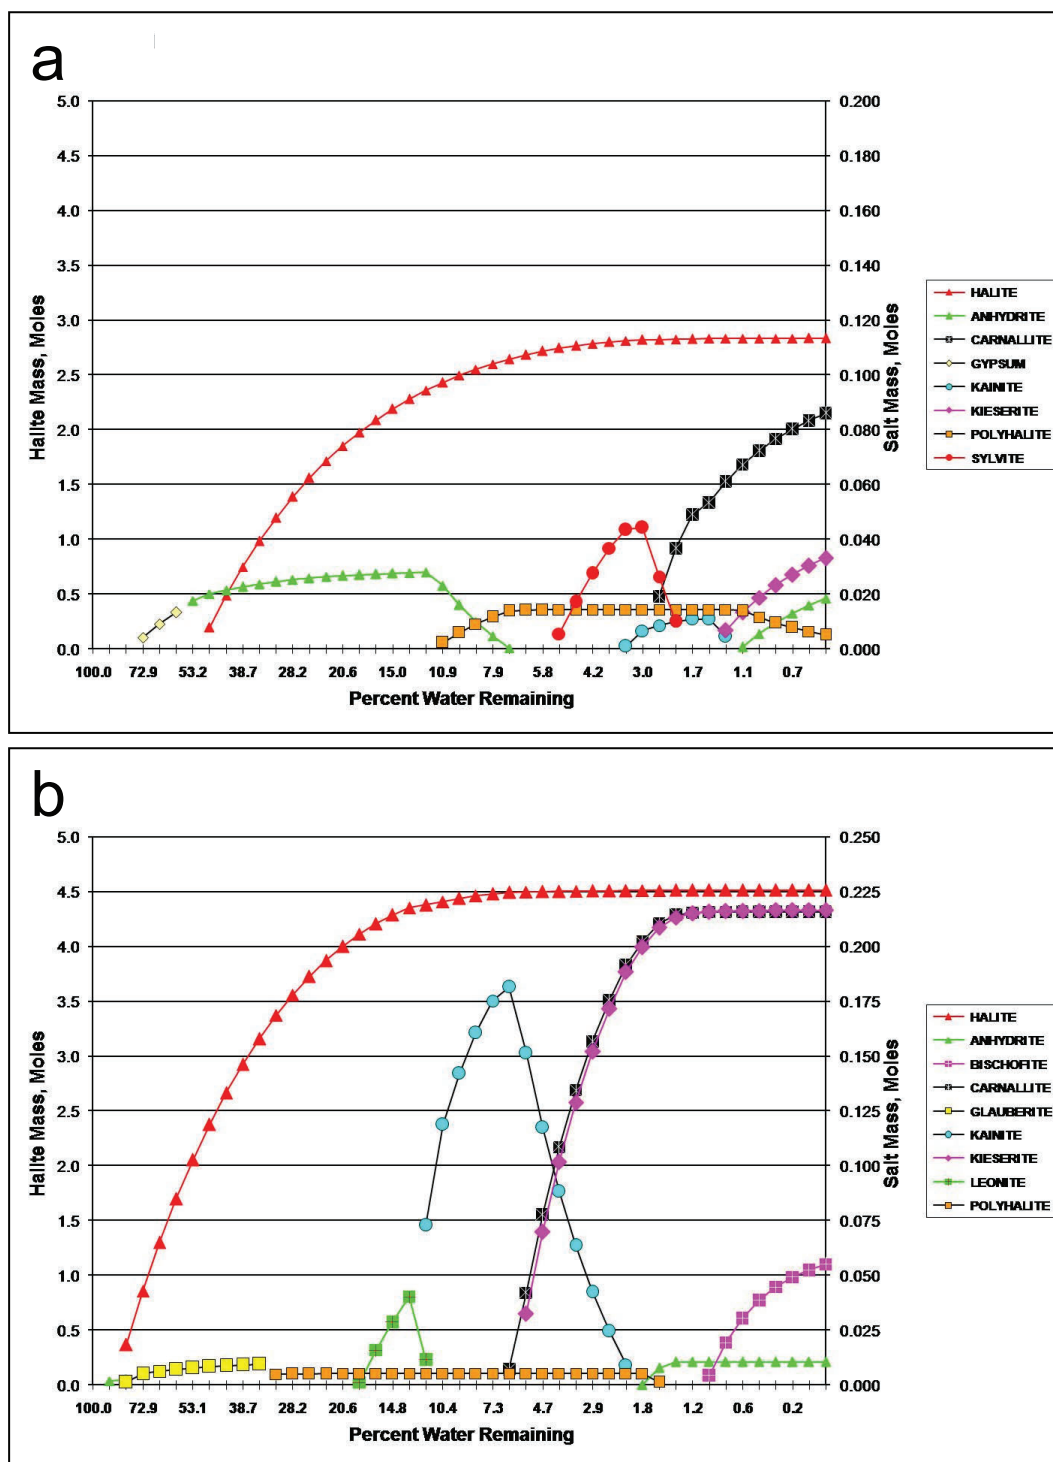 a
5.0
4.5
4.0
3.5
3.0
2.5
2.0
1.5
1.0
0.5
0.0
Halite Mass, Moles
0.200
0.180
0.160
0.140
0.120
0.100
0.080
0.060
0.040
0.020
0.000
Salt Mass, Moles
100.0 72.9 53.2 38.7 28.2 20.6 15.0 10.9 7.9 5.8 4.2 3.0 1.7 1.1 0.7
Percent Water Remaining
HALITE
ANHYDRITE
CARNALLITE
GYPSUM
KAINITE
KIESERITE
POLYHALITE
SYLVITE
b
5.0
4.5
4.0
3.5
3.0
2.5
2.0
1.5
1.0
0.5
0.0
Halite Mass, Moles
0.250
0.225
0.200
0.175
0.150
0.125
0.100
0.075
0.050
0.025
0.000
Salt Mass, Moles
100.0 72.9 53.1 38.7 28.2 20.6 14.8 10.4 7.3 4.7 2.9 1.8 1.2 0.6 0.2
Percent Water Remaining
HALITE
ANHYDRITE
BISCHOFITE
CARNALLITE
GLAUBERITE
KAINITE
KIESERITE
LEONITE
POLYHALITE